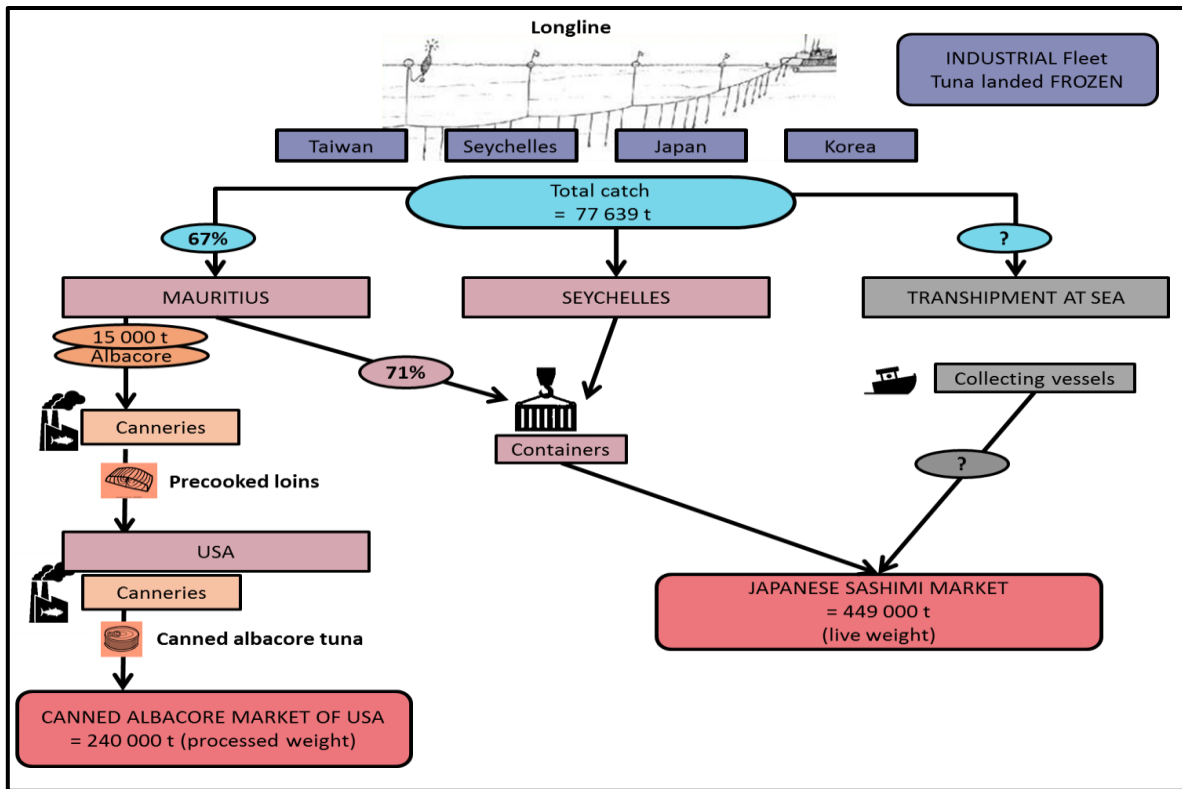 Longline
INDUSTRIAL Fleet
Tuna landed FROZEN
Taiwan
Seychelles
Japan
Korea
Total catch
= 77 639 t
67%
?
MAURITIUS
SEYCHELLES
TRANSHIPMENT AT SEA
15 000 t
Albacore
71%
Collecting vessels
Canneries
Containers
?
Precooked loins
USA
Canneries
JAPANESE SASHIMI MARKET
= 449 000 t
(live weight)
Canned albacore tuna
CANNED ALBACORE MARKET OF USA
= 240 000 t (processed weight)